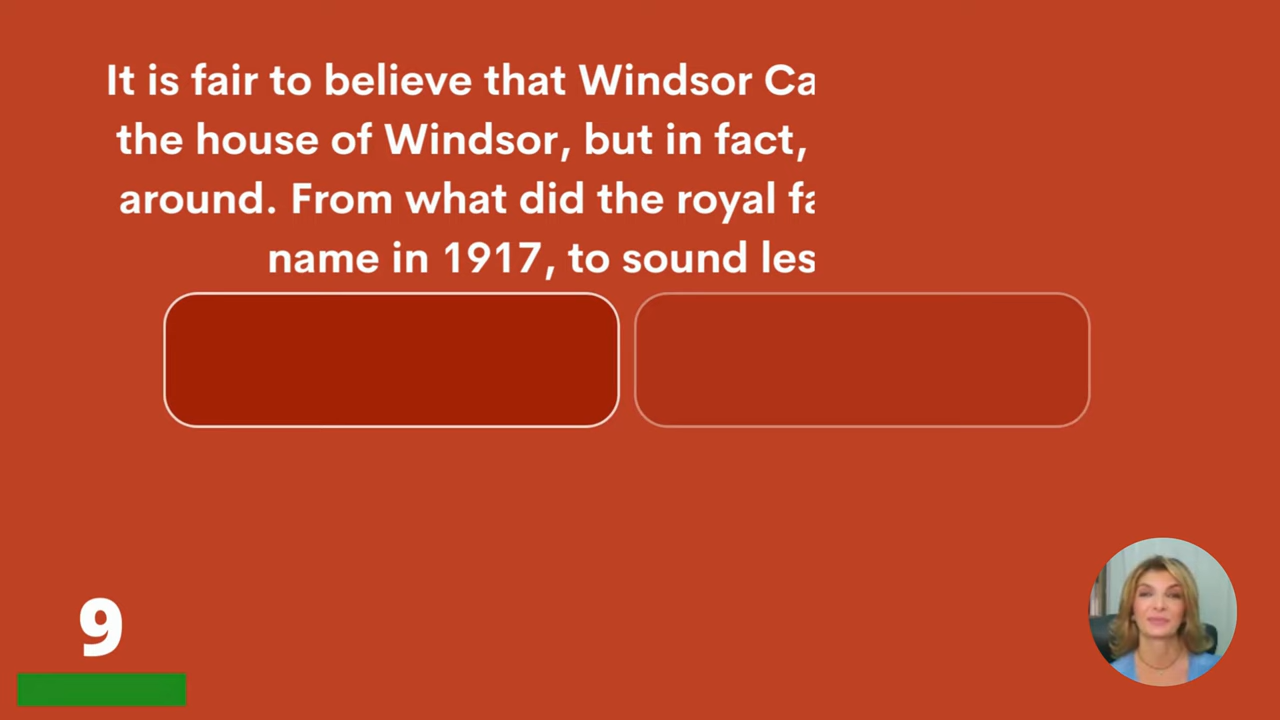 It is fair to believe that Windsor Ca
the house of Windsor, but in fact,
around. From what did the royal fa
name in 1917, to sound les
9